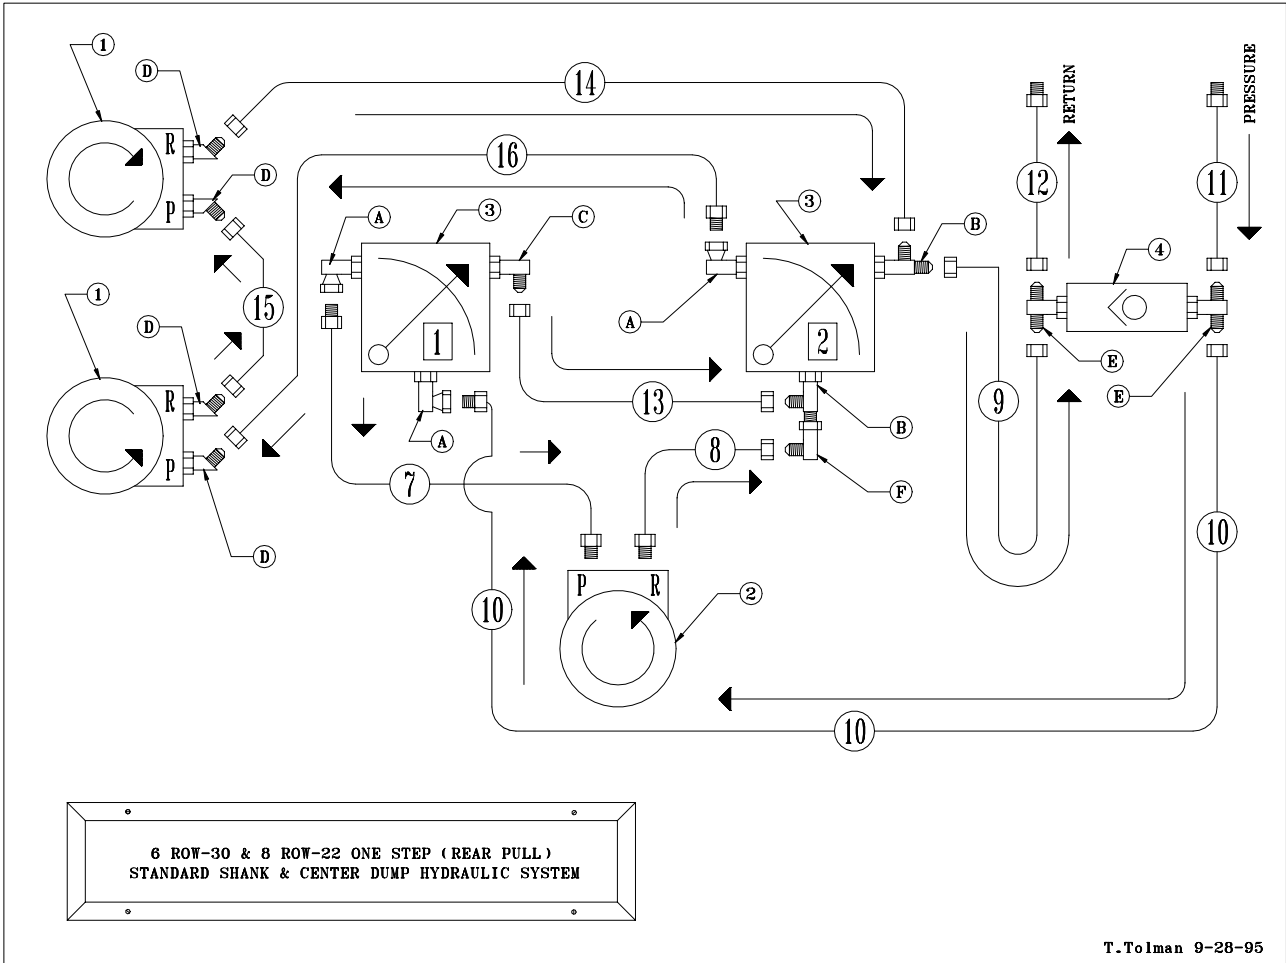 1
D
14
RETURN
PRESSURE
R
16
D
12
11
P
A
3
C
3
B
4
1
15
A
1
2
E
D
E
R
13
9
B
A
8
P
7
F
D
10
P R
10
2
10
6 ROW-30 & 8 ROW-22 ONE STEP (REAR PULL)
STANDARD SHANK & CENTER DUMP HYDRAULIC SYSTEM
T.Tolman 9-28-95